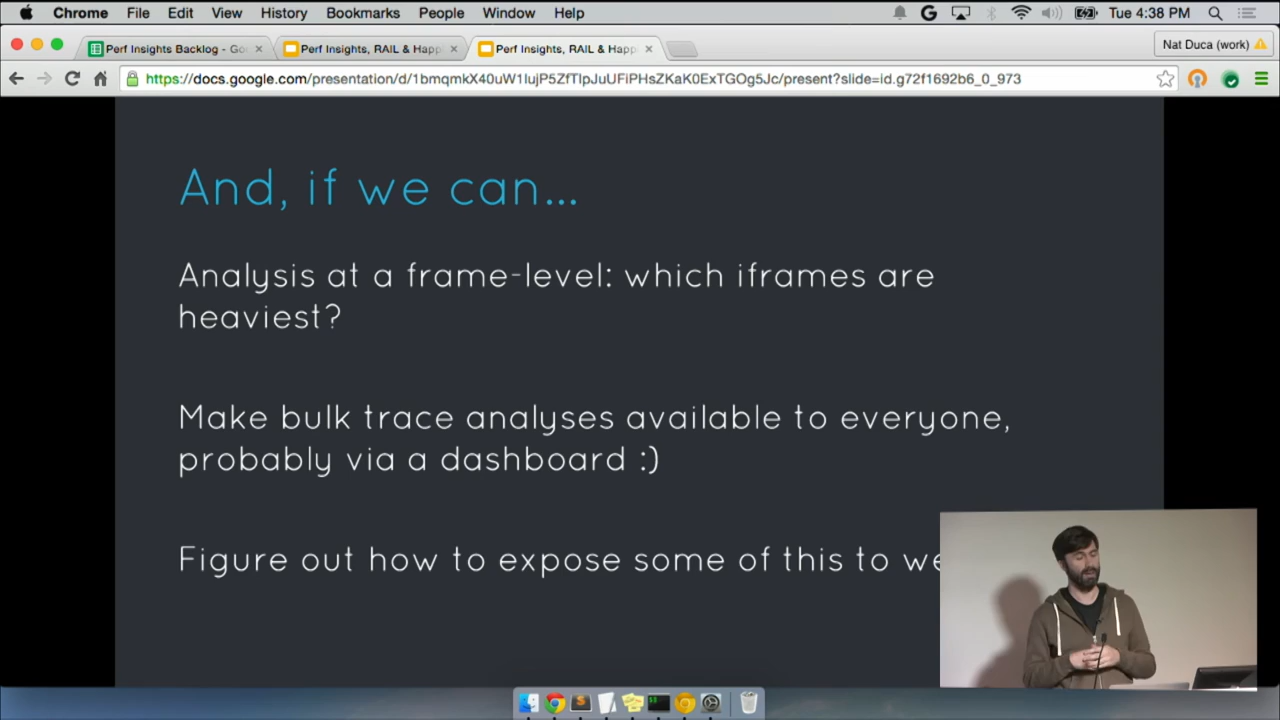 Chrome File Edit View History Bookmarks People Window Help Tue 4:38 PM
Perf Insights Backlog - Go Perf Insights, RAIL & Happ Perf Insights, RAIL & Happ Nat Duca (work)
https://docs.google.com/presentation/d/1bmqmkX40uW1lujP5ZfTlpJuUFiPHsZKaK0ExTGOg5Jc/present?slide=id.g72f1692b6_0_973
And, if we can...
Analysis at a frame-level: which iframes are
heaviest?
Make bulk trace analyses available to everyone,
probably via a dashboard :)
Figure out how to expose some of this to we